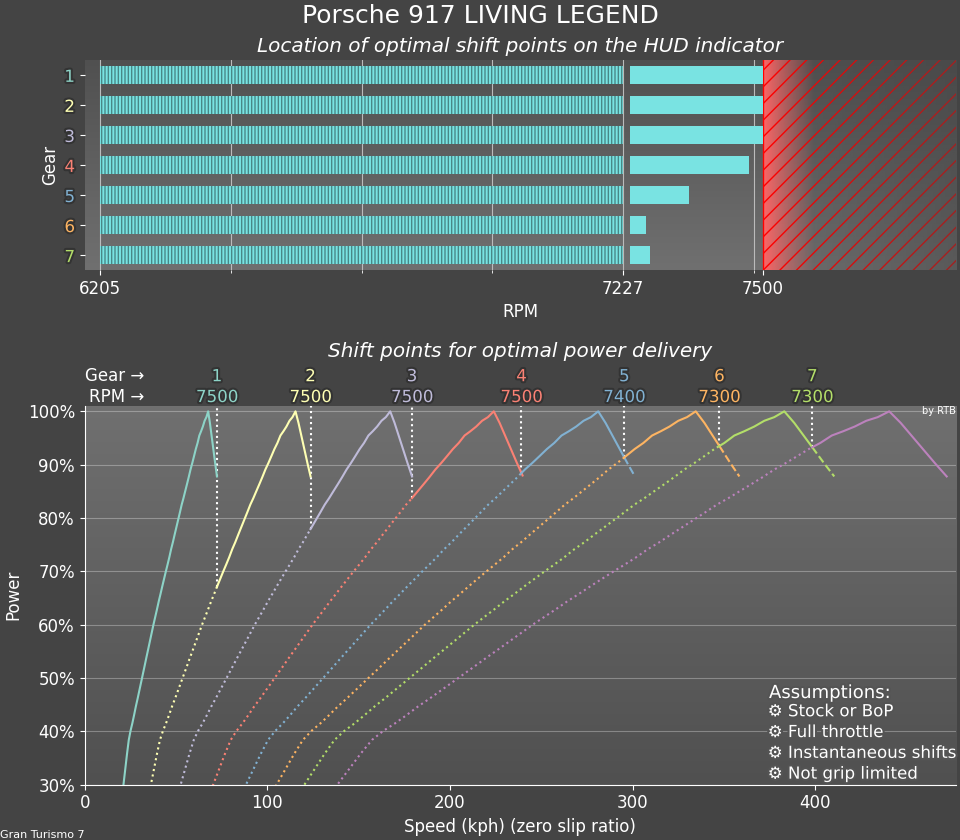 Porsche 917 LIVING LEGEND
Location of optimal shift points on the HUD indicator
Gear
1
2
3
4
5
6
7
6205 7227 7500
RPM
Shift points for optimal power delivery
Gear → 1 2 3 4 5 6 7
RPM → 7500 7500 7500 7500 7400 7300 7300
by RTB
Power
100%
90%
80%
70%
60%
50%
40%
30%
Assumptions:
⚙ Stock or BoP
⚙ Full throttle
⚙ Instantaneous shifts
⚙ Not grip limited
0 100 200 300 400
Speed (kph) (zero slip ratio)
Gran Turismo 7